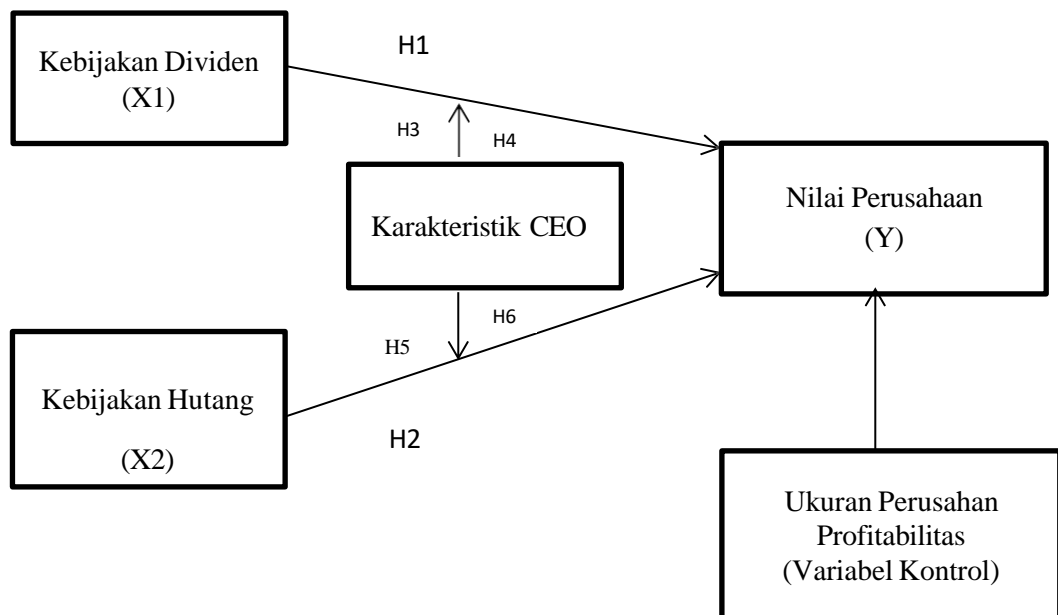 Kebijakan Dividen
(X1)
H1
H3
H4
Karakteristik CEO
Nilai Perusahaan
(Y)
H6
H5
Kebijakan Hutang
(X2)
H2
Ukuran Perusahan
Profitabilitas
(Variabel Kontrol)